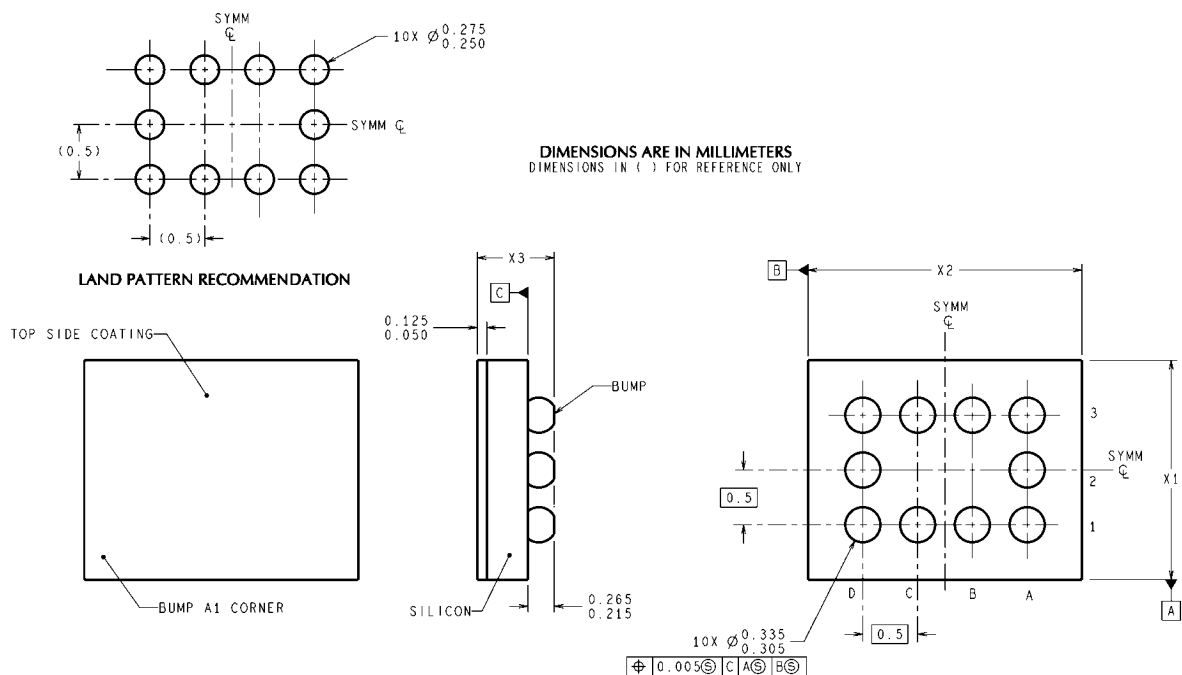 SYMM
℄
10X Ø 0.275
0.250
SYMM ℄
(0.5)
(0.5)
LAND PATTERN RECOMMENDATION
DIMENSIONS ARE IN MILLIMETERS
DIMENSIONS IN ( ) FOR REFERENCE ONLY
TOP SIDE COATING
BUMP A1 CORNER
X3
C
0.125
0.050
BUMP
SILICON
0.265
0.215
B
X2
SYMM
℄
3
SYMM
℄
2
X1
0.5
1
D C B A
A
10X Ø 0.335
0.305
0.5
⌖ 0.005Ⓢ C AⓈ BⓈ